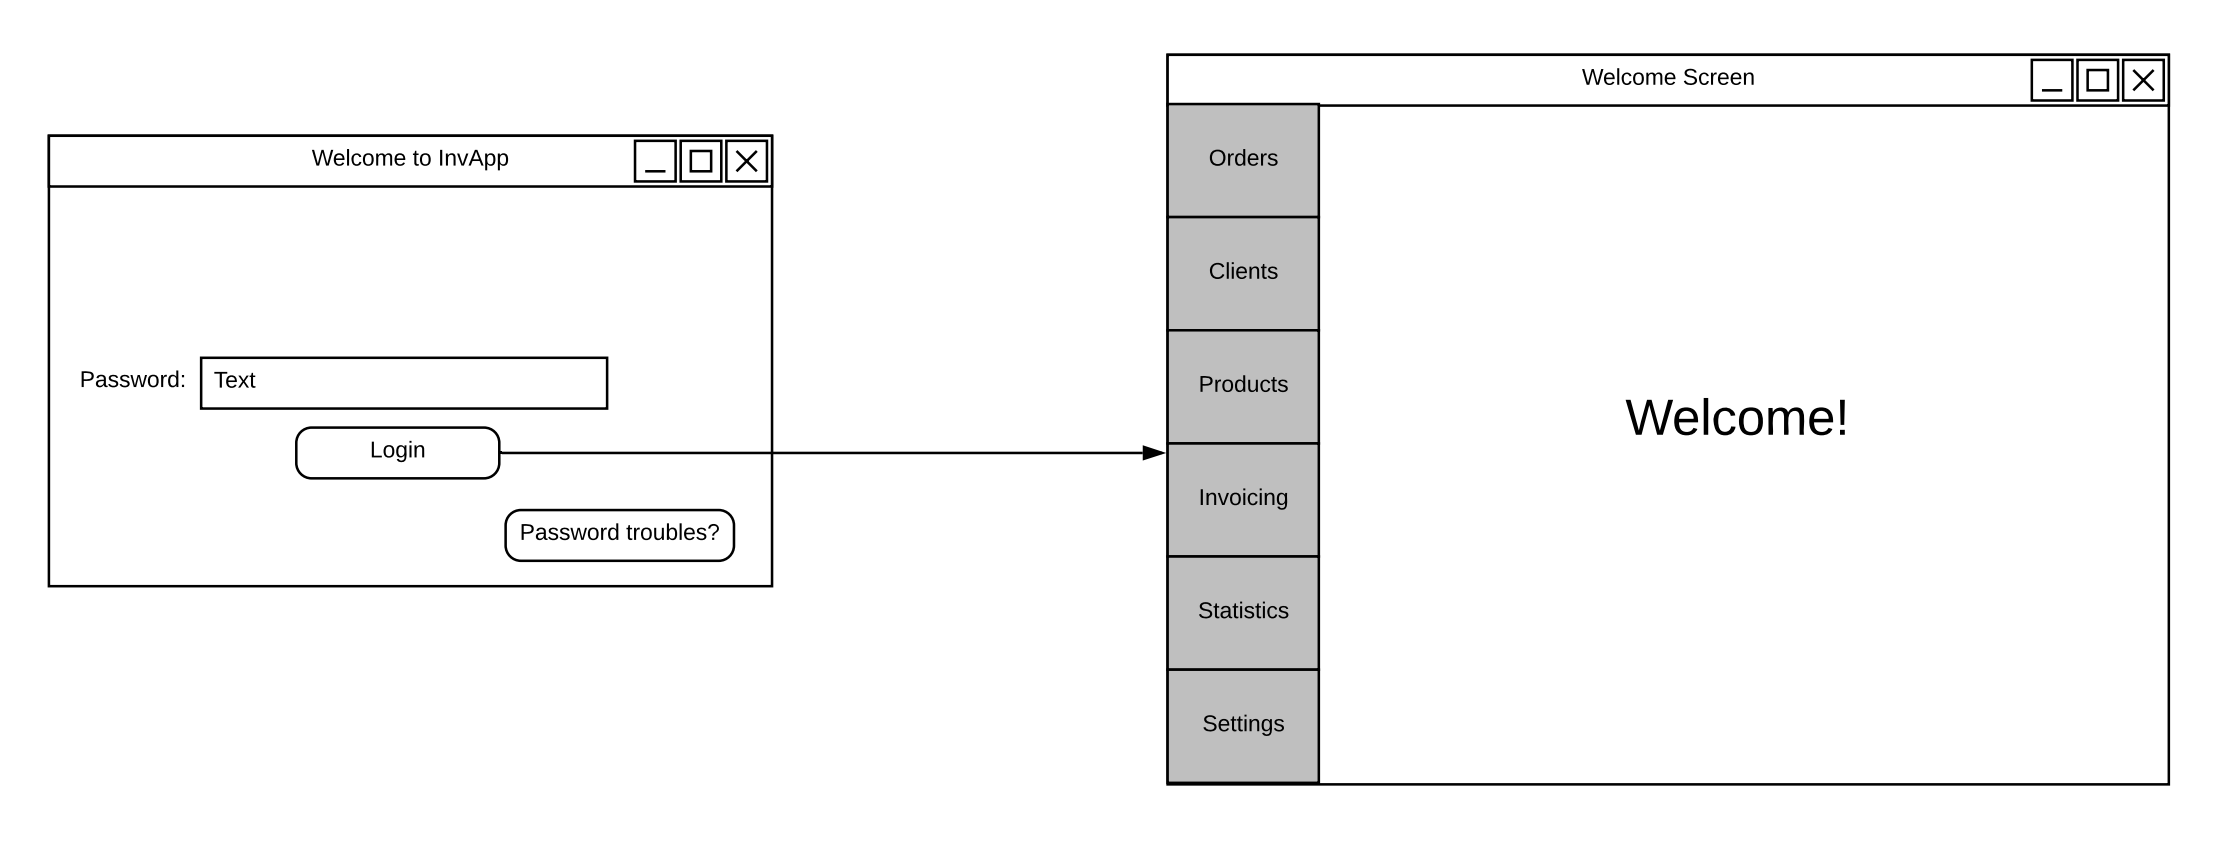 Welcome to InvApp
Password:
Text
Login
Password troubles?
Welcome Screen
Orders
Clients
Products
Invoicing
Statistics
Settings
Welcome!